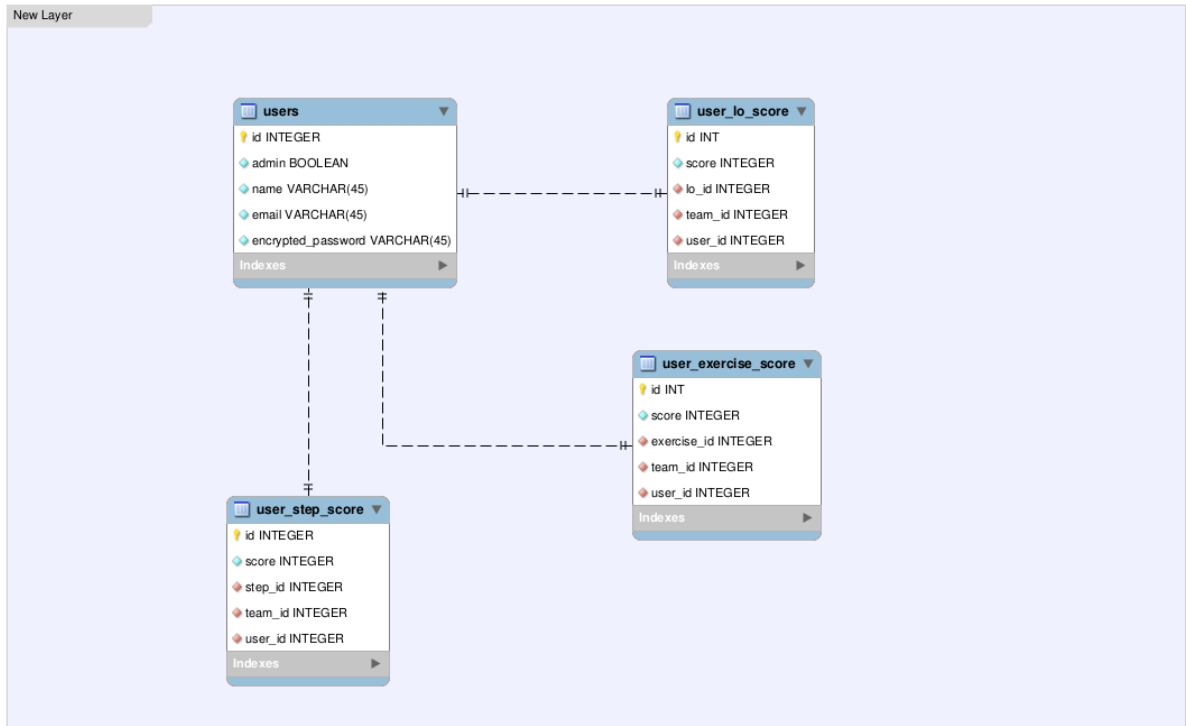 New Layer
users
id INTEGER
admin BOOLEAN
name VARCHAR(45)
email VARCHAR(45)
encrypted_password VARCHAR(45)
Indexes
user_lo_score
id INT
score INTEGER
lo_id INTEGER
team_id INTEGER
user_id INTEGER
Indexes
user_exercise_score
id INT
score INTEGER
exercise_id INTEGER
team_id INTEGER
user_id INTEGER
Indexes
user_step_score
id INTEGER
score INTEGER
step_id INTEGER
team_id INTEGER
user_id INTEGER
Indexes